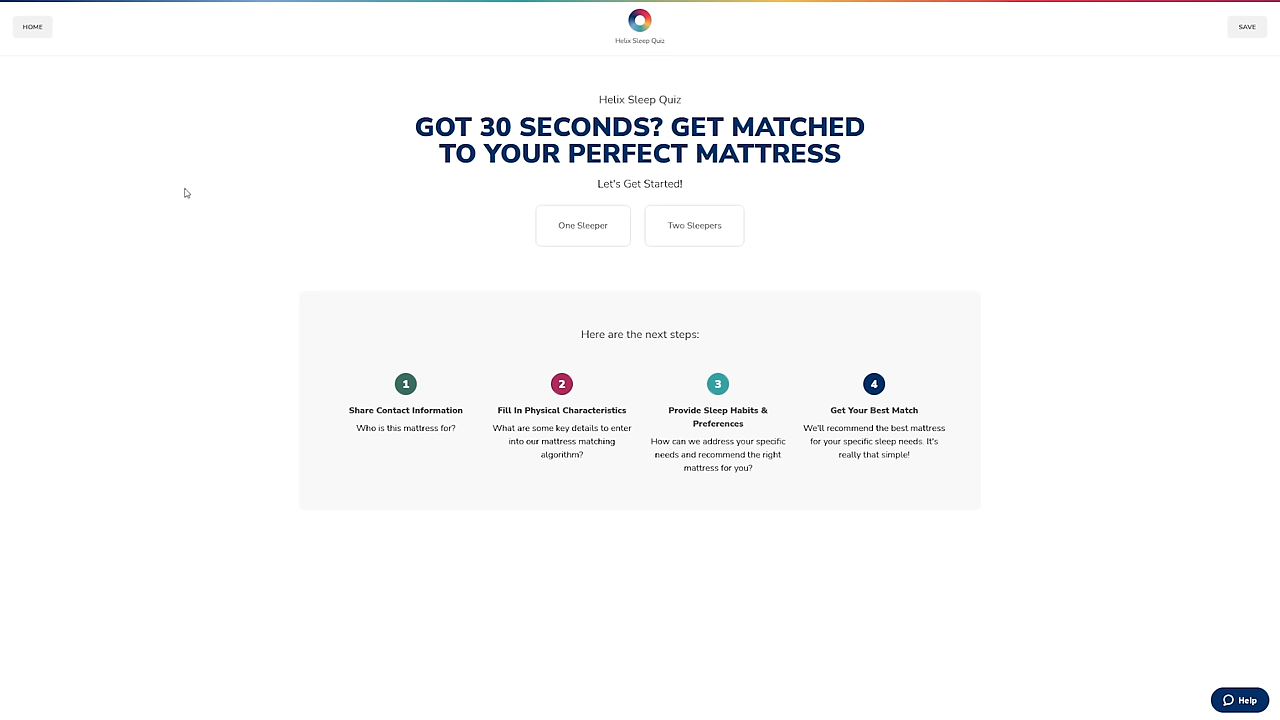 HOME
Helix Sleep Quiz
SAVE
Helix Sleep Quiz
GOT 30 SECONDS? GET MATCHED
TO YOUR PERFECT MATTRESS
Let's Get Started!
One Sleeper
Two Sleepers
Here are the next steps:
1
Share Contact Information
Who is this mattress for?
2
Fill In Physical Characteristics
What are some key details to enter
into our mattress matching
algorithm?
3
Provide Sleep Habits &
Preferences
How can we address your specific
needs and recommend the right
mattress for you?
4
Get Your Best Match
We'll recommend the best mattress
for your specific sleep needs. It's
really that simple!
Help